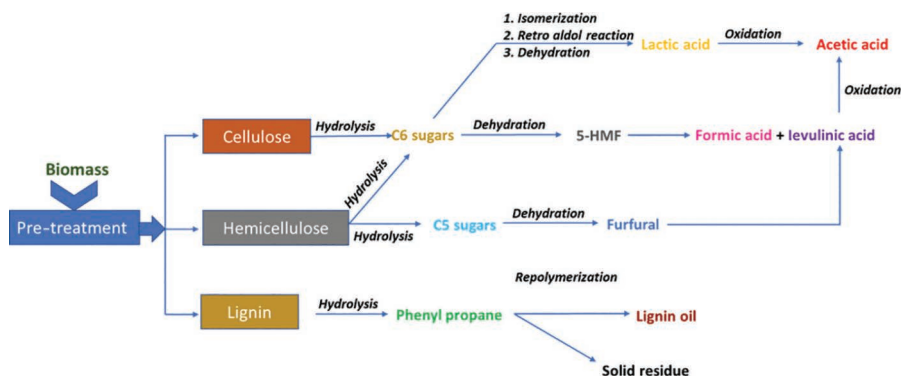 1. Isomerization
2. Retro aldol reaction
3. Dehydration
Lactic acid
Oxidation
Acetic acid
Oxidation
Cellulose
Hydrolysis
C6 sugars
Dehydration
5-HMF
Formic acid + levulinic acid
Biomass
Pre-treatment
Hydrolysis
Hemicellulose
Hydrolysis
C5 sugars
Dehydration
Furfural
Repolymerization
Lignin
Hydrolysis
Phenyl propane
Lignin oil
Solid residue